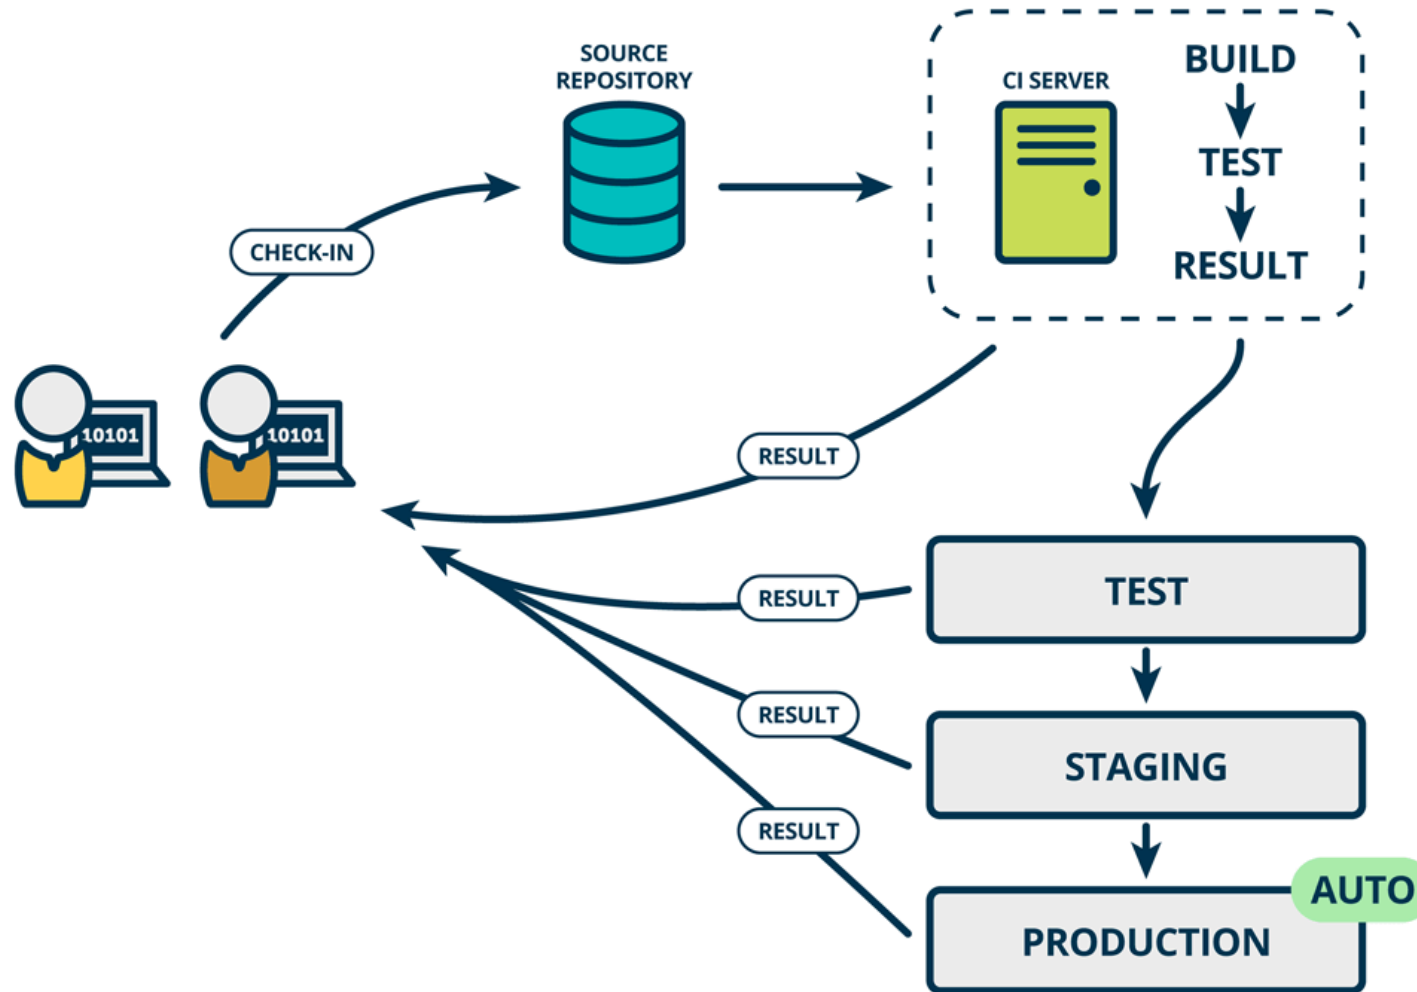 SOURCE
REPOSITORY
CI SERVER
BUILD
TEST
RESULT
CHECK-IN
10101
10101
RESULT
RESULT
TEST
RESULT
STAGING
RESULT
AUTO
PRODUCTION